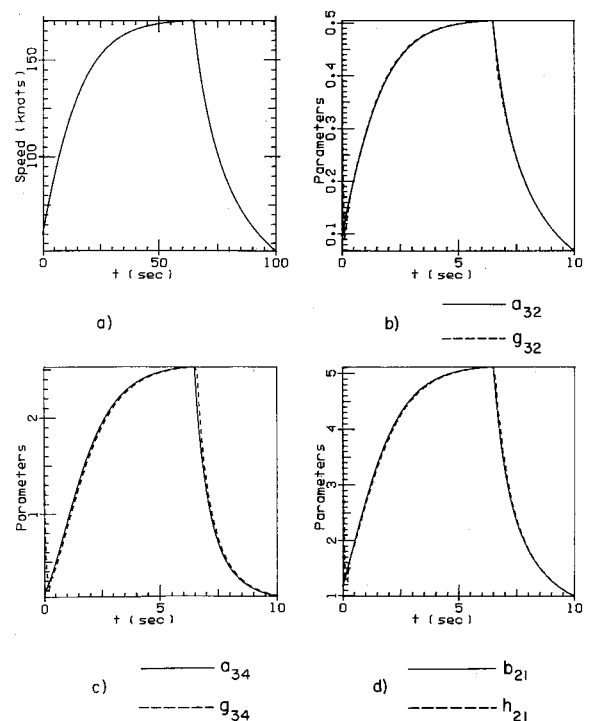 150
100
Speed (knots)
0 50 100
t (sec)
a)
0.5
0.4
0.3
0.2
0.1
Parameters
0 5 10
t (sec)
b)
a32
g32
2
1
Parameters
0 5 10
t (sec)
c)
a34
g34
5
4
3
2
1
Parameters
0 5 10
t (sec)
d)
b21
h21